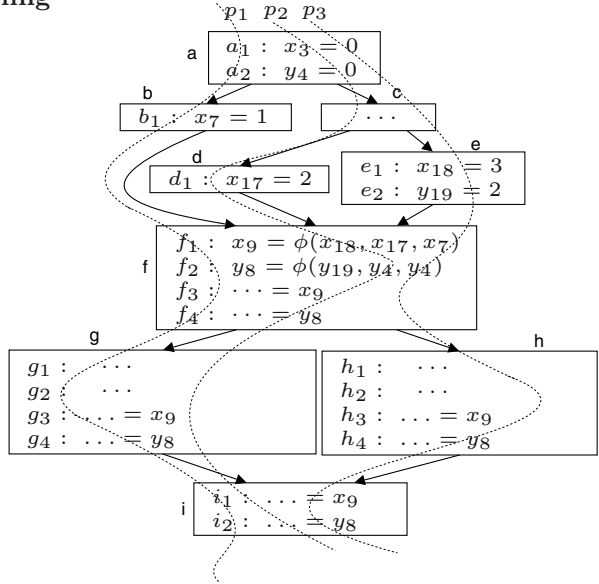 ning
p₁ p₂ p₃
a
a₁ : x₃ = 0
a₂ : y₄ = 0
b
b₁ : x₇ = 1
c
· · ·
d
d₁ : x₁₇ = 2
e
e₁ : x₁₈ = 3
e₂ : y₁₉ = 2
f
f₁ : x₉ = ϕ(x₁₈, x₁₇, x₇)
f₂ : y₈ = ϕ(y₁₉, y₄, y₄)
f₃ : · · · = x₉
f₄ : · · · = y₈
g
g₁ : · · ·
g₂ : · · ·
g₃ : . . . = x₉
g₄ : . . . = y₈
h
h₁ : · · ·
h₂ : · · ·
h₃ : . . . = x₉
h₄ : . . . = y₈
i
i₁ : . . . = x₉
i₂ : . . . = y₈